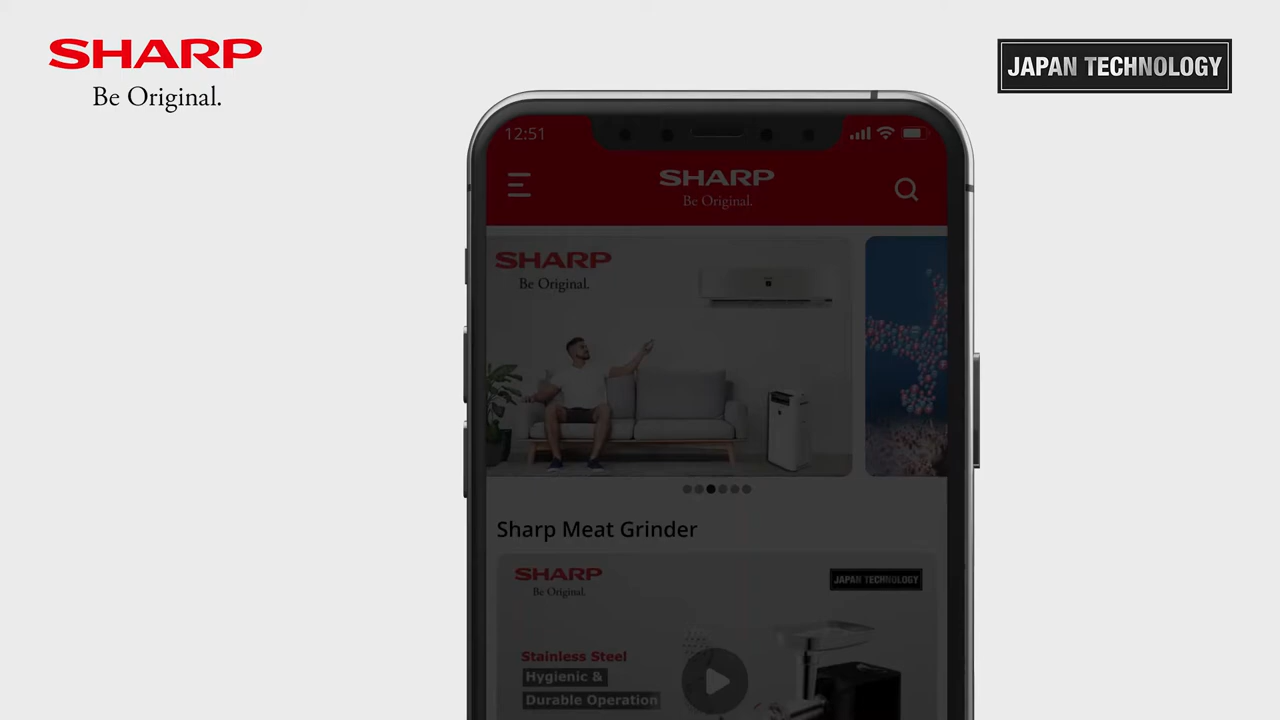 SHARP
Be Original.
JAPAN TECHNOLOGY
12:51
SHARP
Be Original.
SHARP
Be Original.
Sharp Meat Grinder
SHARP
Be Original.
JAPAN TECHNOLOGY
Stainless Steel
Hygienic &
Durable Operation